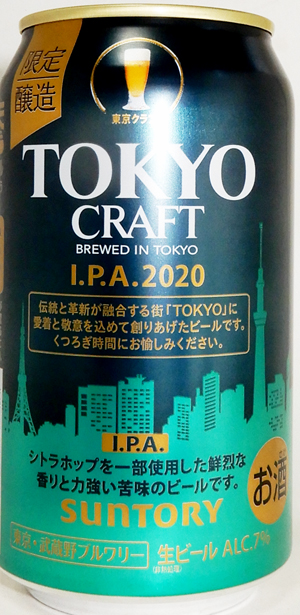 限定
醸造
東京クラ
TOKYO
CRAFT
BREWED IN TOKYO
I.P.A.2020
伝統と革新が融合する街「TOKYO」に
愛着と敬意を込めて創りあげたビールです。
くつろぎ時間にお愉しみください。
I.P.A.
シトラホップを一部使用した鮮烈な
香りと力強い苦味のビールです。
お酒
SUNTORY
東京・武蔵野ブルワリー 生ビール ALC.7%
(非熱処理)